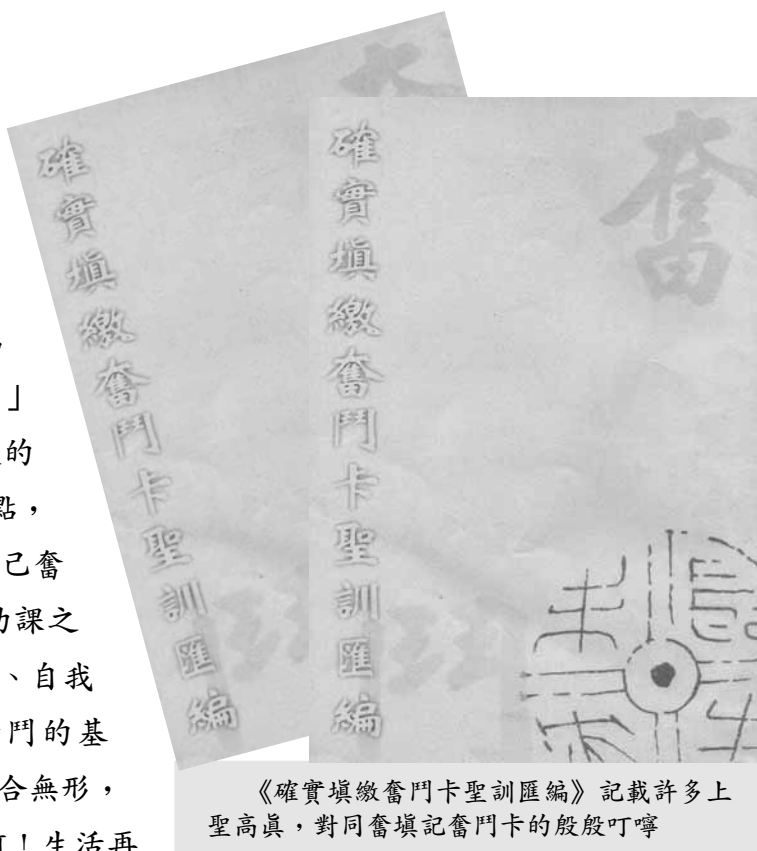 」
的
點，
己奮
功課之
、自我
鬥的基
合無形，
！生活再
確實塡繳奮鬥卡聖訓匯編
確實塡繳奮鬥卡聖訓匯編
奮
《確實塡繳奮鬥卡聖訓匯編》記載許多上
聖高眞，對同奮塡記奮鬥卡的殷殷叮嚀